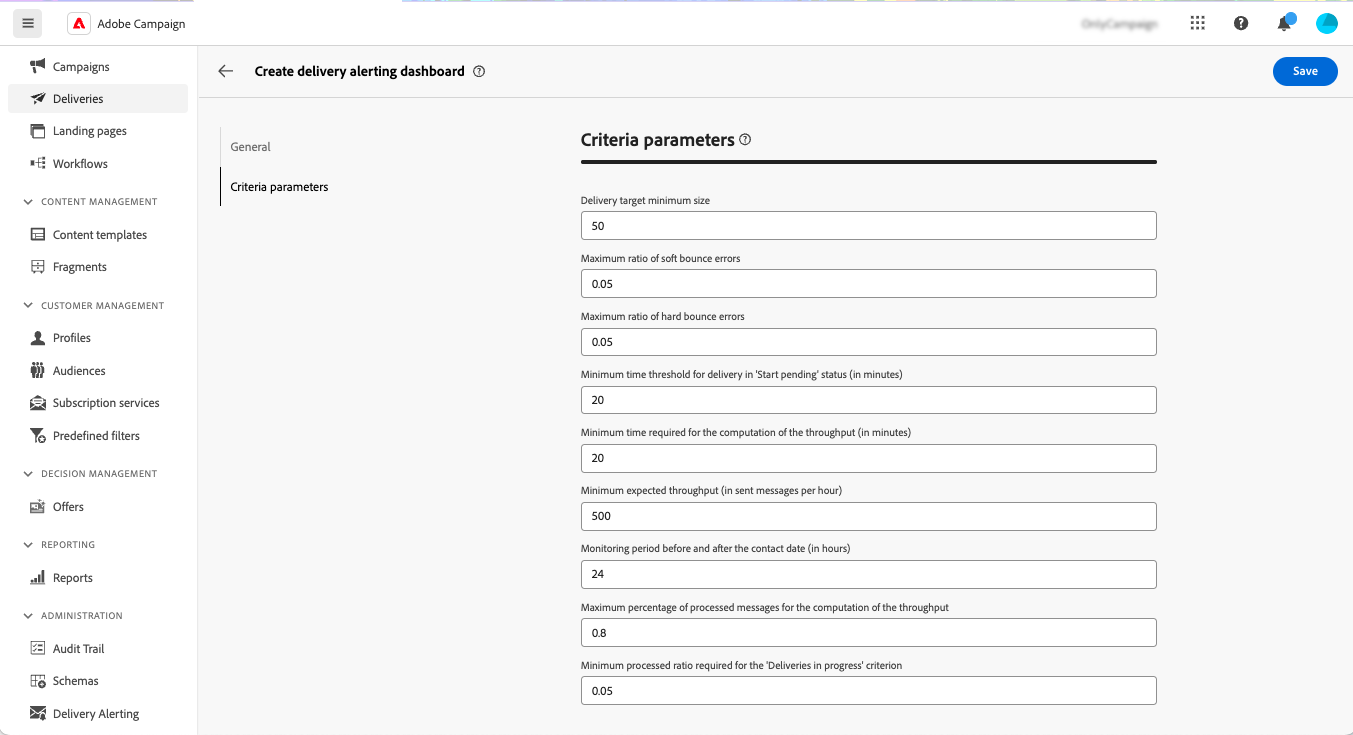 Adobe Campaign
OnlyCampaign
Campaigns
Deliveries
Landing pages
Workflows
CONTENT MANAGEMENT
Content templates
Fragments
CUSTOMER MANAGEMENT
Profiles
Audiences
Subscription services
Predefined filters
DECISION MANAGEMENT
Offers
REPORTING
Reports
ADMINISTRATION
Audit Trail
Schemas
Delivery Alerting
Create delivery alerting dashboard
Save
General
Criteria parameters
Criteria parameters
Delivery target minimum size
50
Maximum ratio of soft bounce errors
0.05
Maximum ratio of hard bounce errors
0.05
Minimum time threshold for delivery in 'Start pending' status (in minutes)
20
Minimum time required for the computation of the throughput (in minutes)
20
Minimum expected throughput (in sent messages per hour)
500
Monitoring period before and after the contact date (in hours)
24
Maximum percentage of processed messages for the computation of the throughput
0.8
Minimum processed ratio required for the 'Deliveries in progress' criterion
0.05